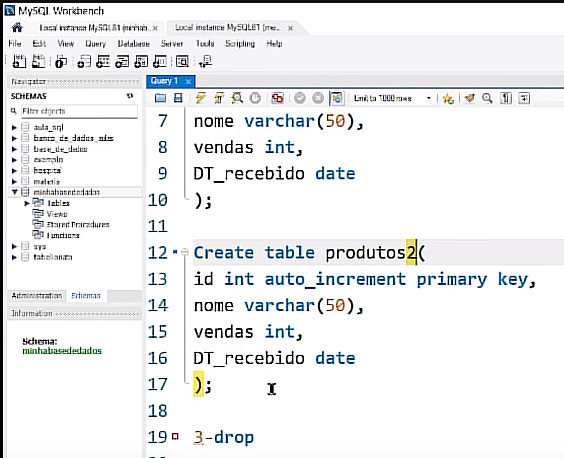 MySQL Workbench
Local instance MySQL81 (minhab... × Local instance MySQL81 (me... ×
File Edit View Query Database Server Tools Scripting Help
Navigator
SCHEMAS
Filter objects
aula_sql
banco_de_dados_aulas
base_de_dados
exemplo
hospital
materia
minhabasededados
Tables
Views
Stored Procedures
Functions
sys
Administration Schemas
Information
Schema:
minhabasededados
Query 1 ×
Limit to 1000 rows
7 nome varchar(50),
8 vendas int,
9 DT_recebido date
10 );
11
12 Create table produtos2(
13 id int auto_increment primary key,
14 nome varchar(50),
15 vendas int,
16 DT_recebido date
17 );
18
19 3-drop